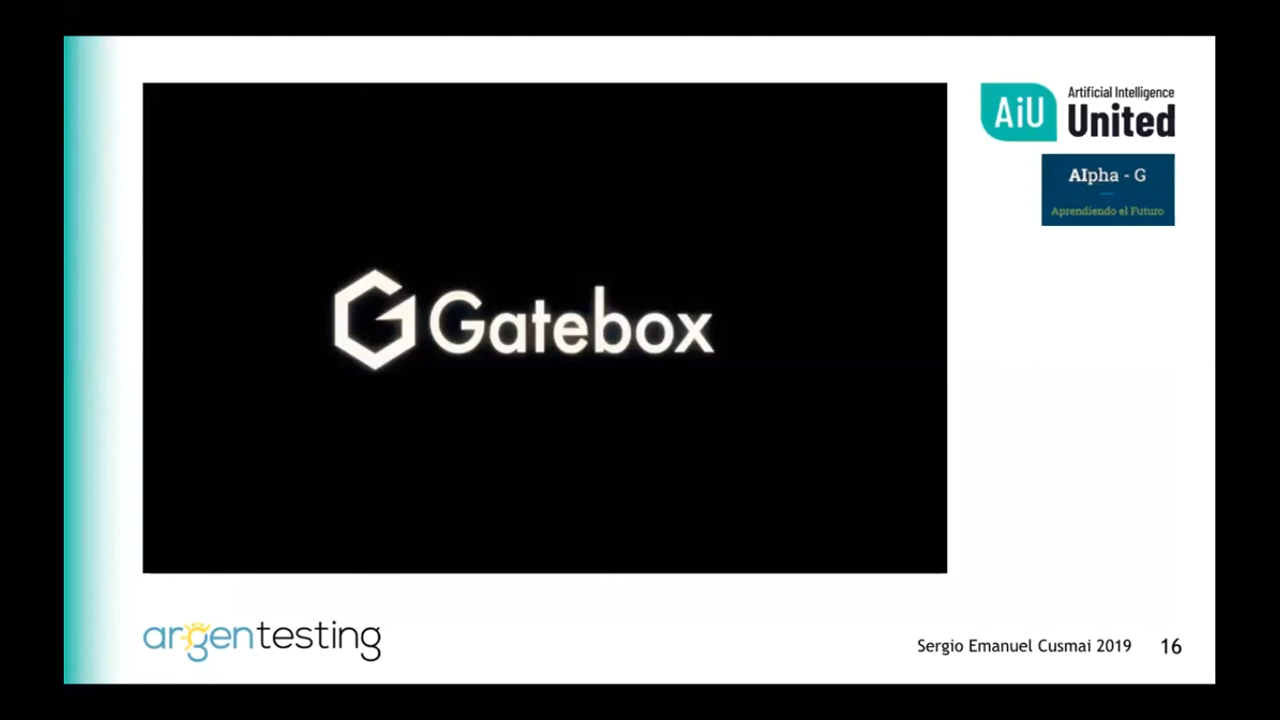 Gatebox
AiU
Artificial Intelligence
United
AIpha - G
Aprendiendo el Futuro
argentesting
Sergio Emanuel Cusmai 2019
16